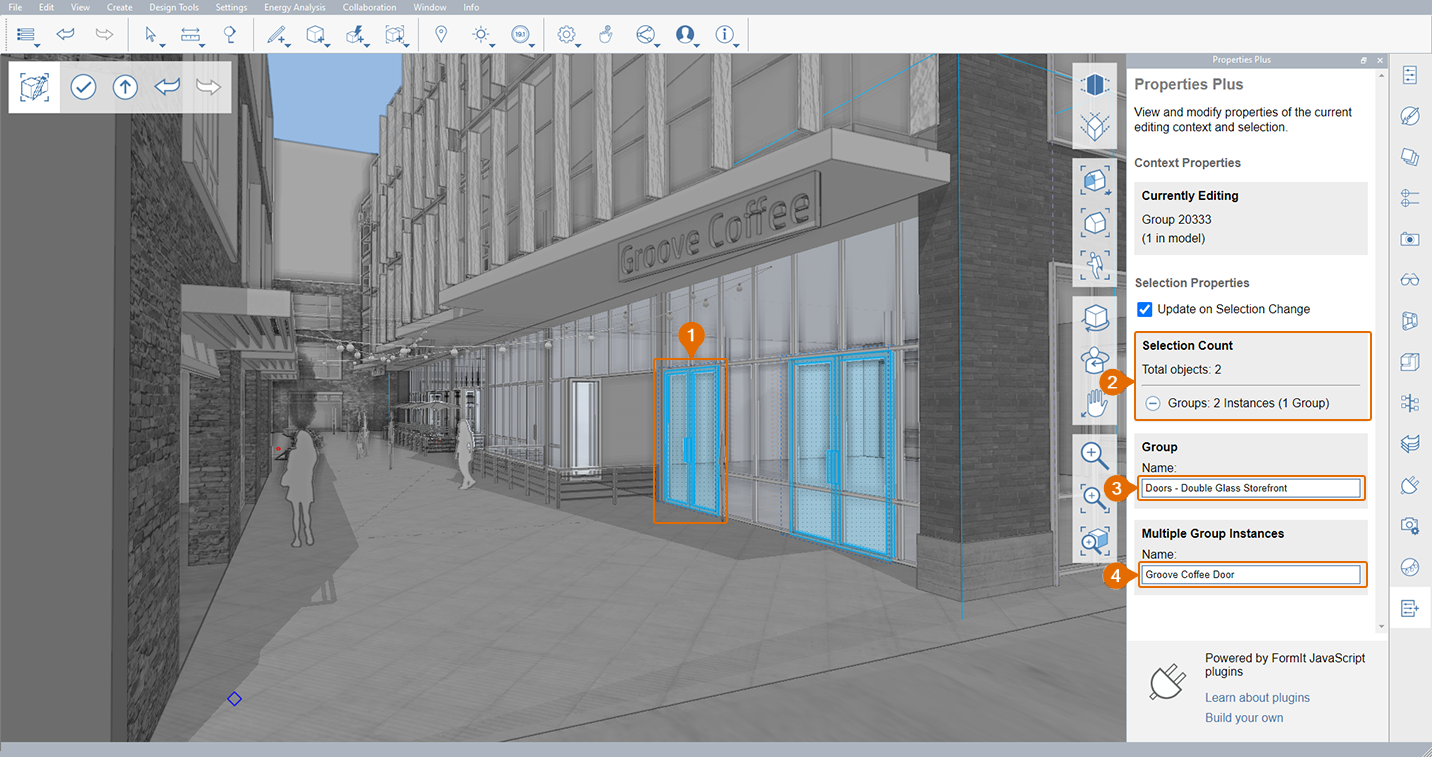 File Edit View Create Design Tools Settings Energy Analysis Collaboration Window Info
19.1
Properties Plus
Properties Plus
View and modify properties of the current
editing context and selection.
Context Properties
Currently Editing
Group 20333
(1 in model)
Selection Properties
Update on Selection Change
Selection Count
Total objects: 2
Groups: 2 Instances (1 Group)
Group
Name:
Doors - Double Glass Storefront
Multiple Group Instances
Name:
Groove Coffee Door
Powered by FormIt JavaScript
plugins
Learn about plugins
Build your own
Groove Coffee
1
2
3
4